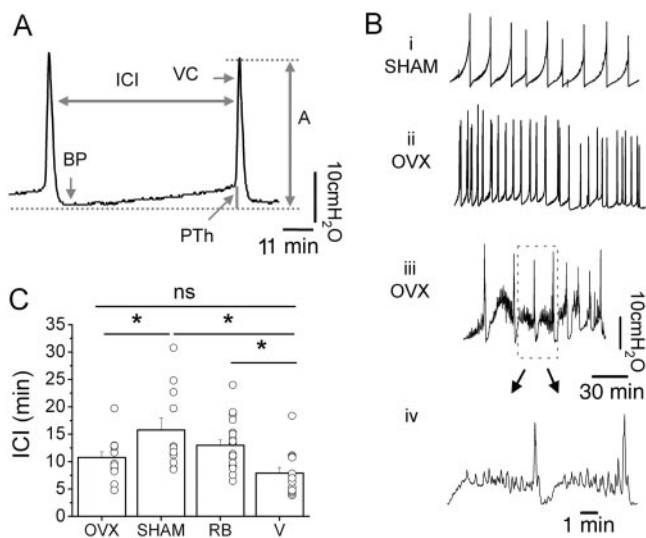 A
ICI
VC
A
BP
PTh
10cmH₂O
11 min
B
i
SHAM
ii
OVX
iii
OVX
10cmH₂O
30 min
iv
1 min
C
ns
*
*
*
ICI (min)
35
30
25
20
15
10
5
0
OVX SHAM RB V